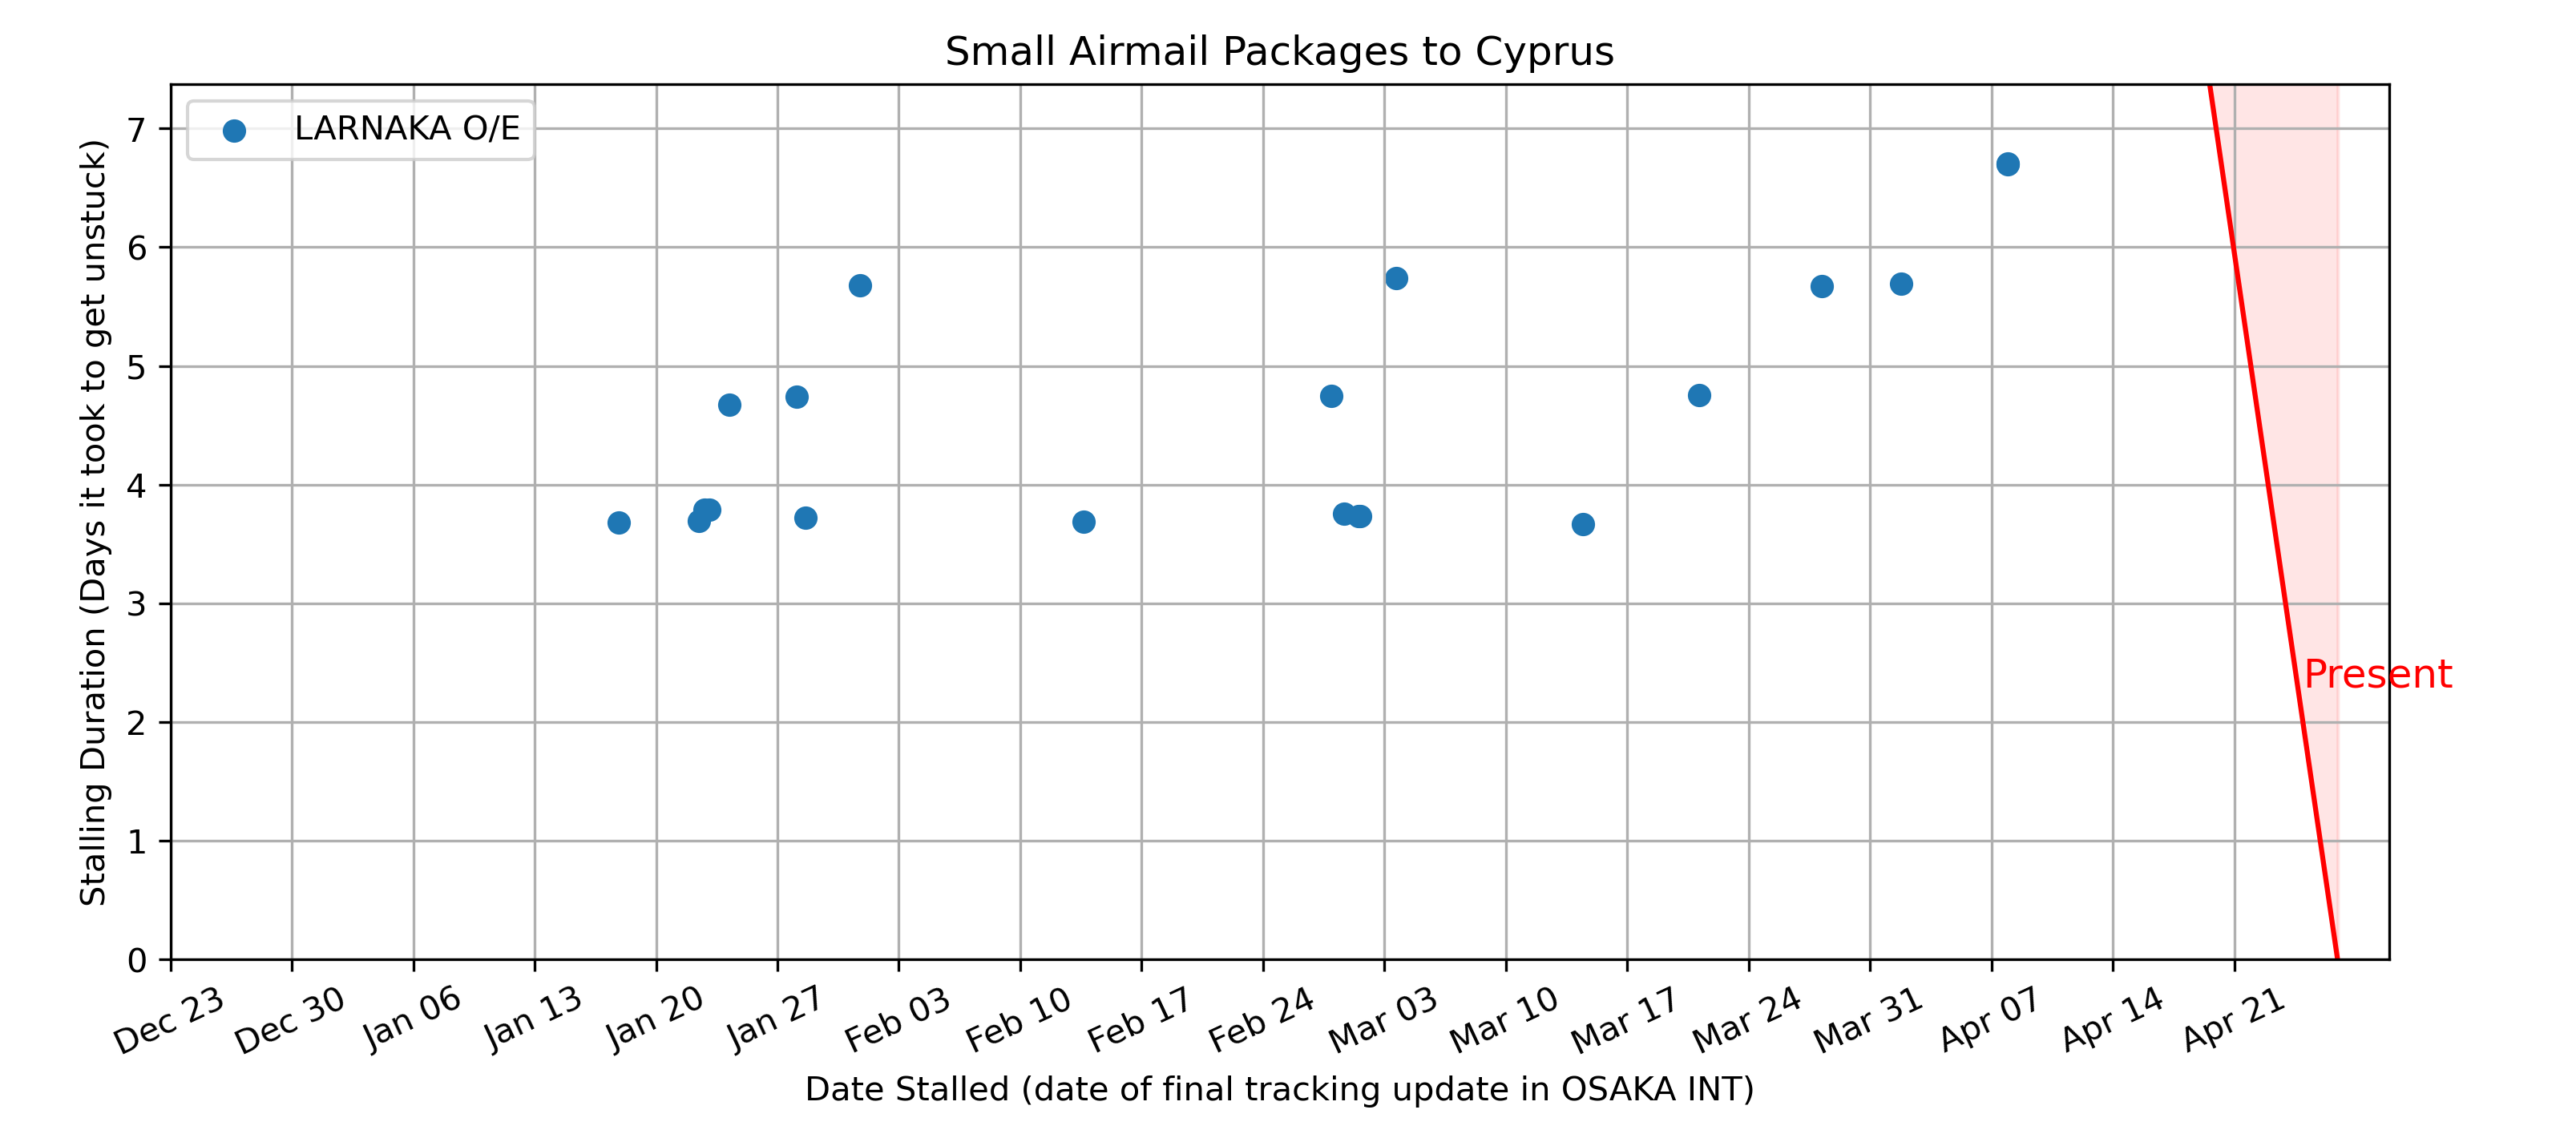 Small Airmail Packages to Cyprus
LARNAKA O/E
Stalling Duration (Days it took to get unstuck)
7
6
5
4
3
2
1
0
Present
Dec 23
Dec 30
Jan 06
Jan 13
Jan 20
Jan 27
Feb 03
Feb 10
Feb 17
Feb 24
Mar 03
Mar 10
Mar 17
Mar 24
Mar 31
Apr 07
Apr 14
Apr 21
Date Stalled (date of final tracking update in OSAKA INT)